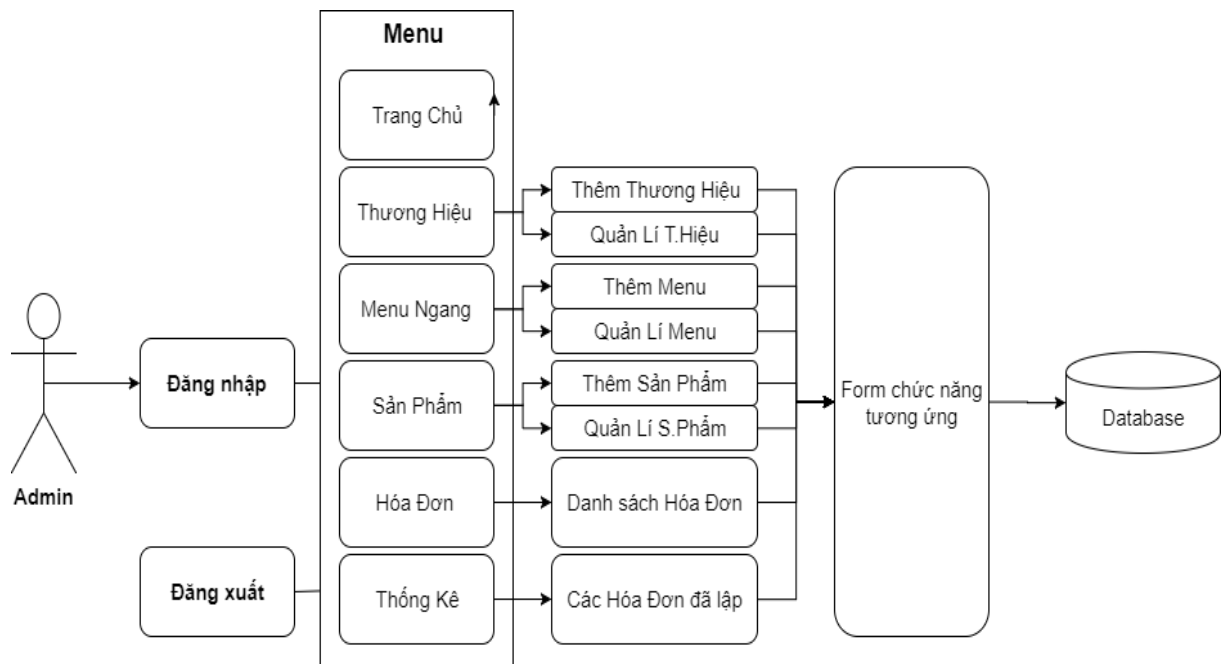 Menu
Trang Chủ
Thương Hiệu
Menu Ngang
Sản Phẩm
Hóa Đơn
Thống Kê
Thêm Thương Hiệu
Quản Lí T.Hiệu
Thêm Menu
Quản Lí Menu
Thêm Sản Phẩm
Quản Lí S.Phẩm
Danh sách Hóa Đơn
Các Hóa Đơn đã lập
Đăng nhập
Đăng xuất
Admin
Form chức năng
tương ứng
Database